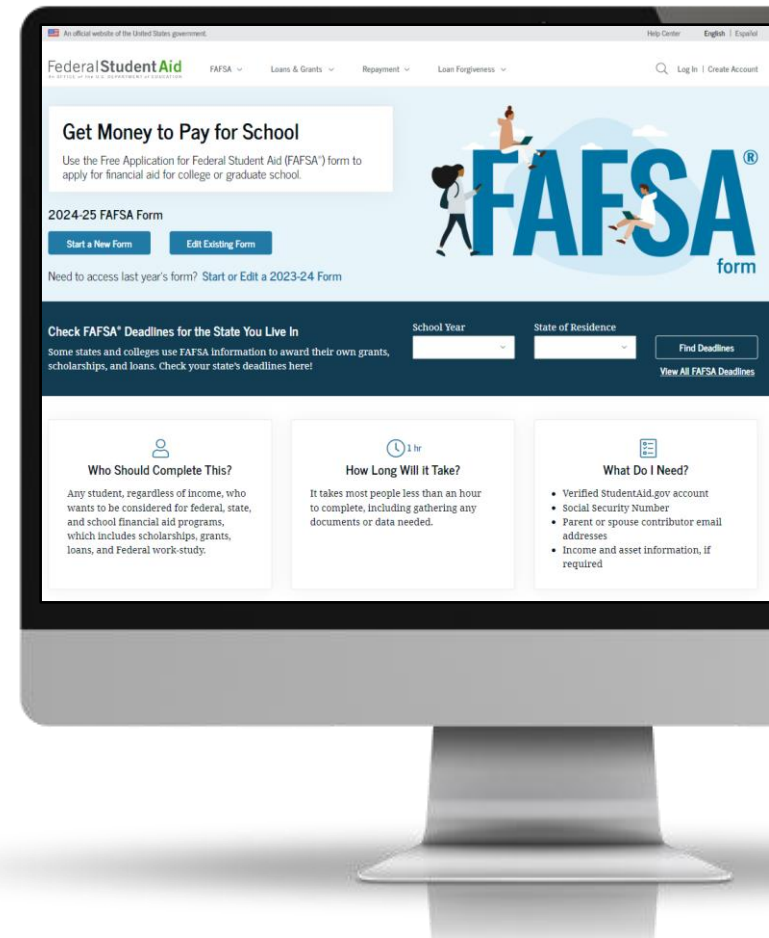 An official website of the United States government.
Help Center English | Español
Federal Student Aid
An OFFICE of the U.S. DEPARTMENT of EDUCATION
FAFSA
Loans & Grants
Repayment
Loan Forgiveness
Log In | Create Account
Get Money to Pay for School
Use the Free Application for Federal Student Aid (FAFSA®) form to
apply for financial aid for college or graduate school.
FAFSA®
form
2024-25 FAFSA Form
Start a New Form
Edit Existing Form
Need to access last year's form? Start or Edit a 2023-24 Form
Check FAFSA® Deadlines for the State You Live In
Some states and colleges use FAFSA information to award their own grants,
scholarships, and loans. Check your state's deadlines here!
School Year
State of Residence
Find Deadlines
View All FAFSA Deadlines
Who Should Complete This?
Any student, regardless of income, who
wants to be considered for federal, state,
and school financial aid programs,
which includes scholarships, grants,
loans, and Federal work-study.
1 hr
How Long Will it Take?
It takes most people less than an hour
to complete, including gathering any
documents or data needed.
What Do I Need?
• Verified StudentAid.gov account
• Social Security Number
• Parent or spouse contributor email
addresses
• Income and asset information, if
required